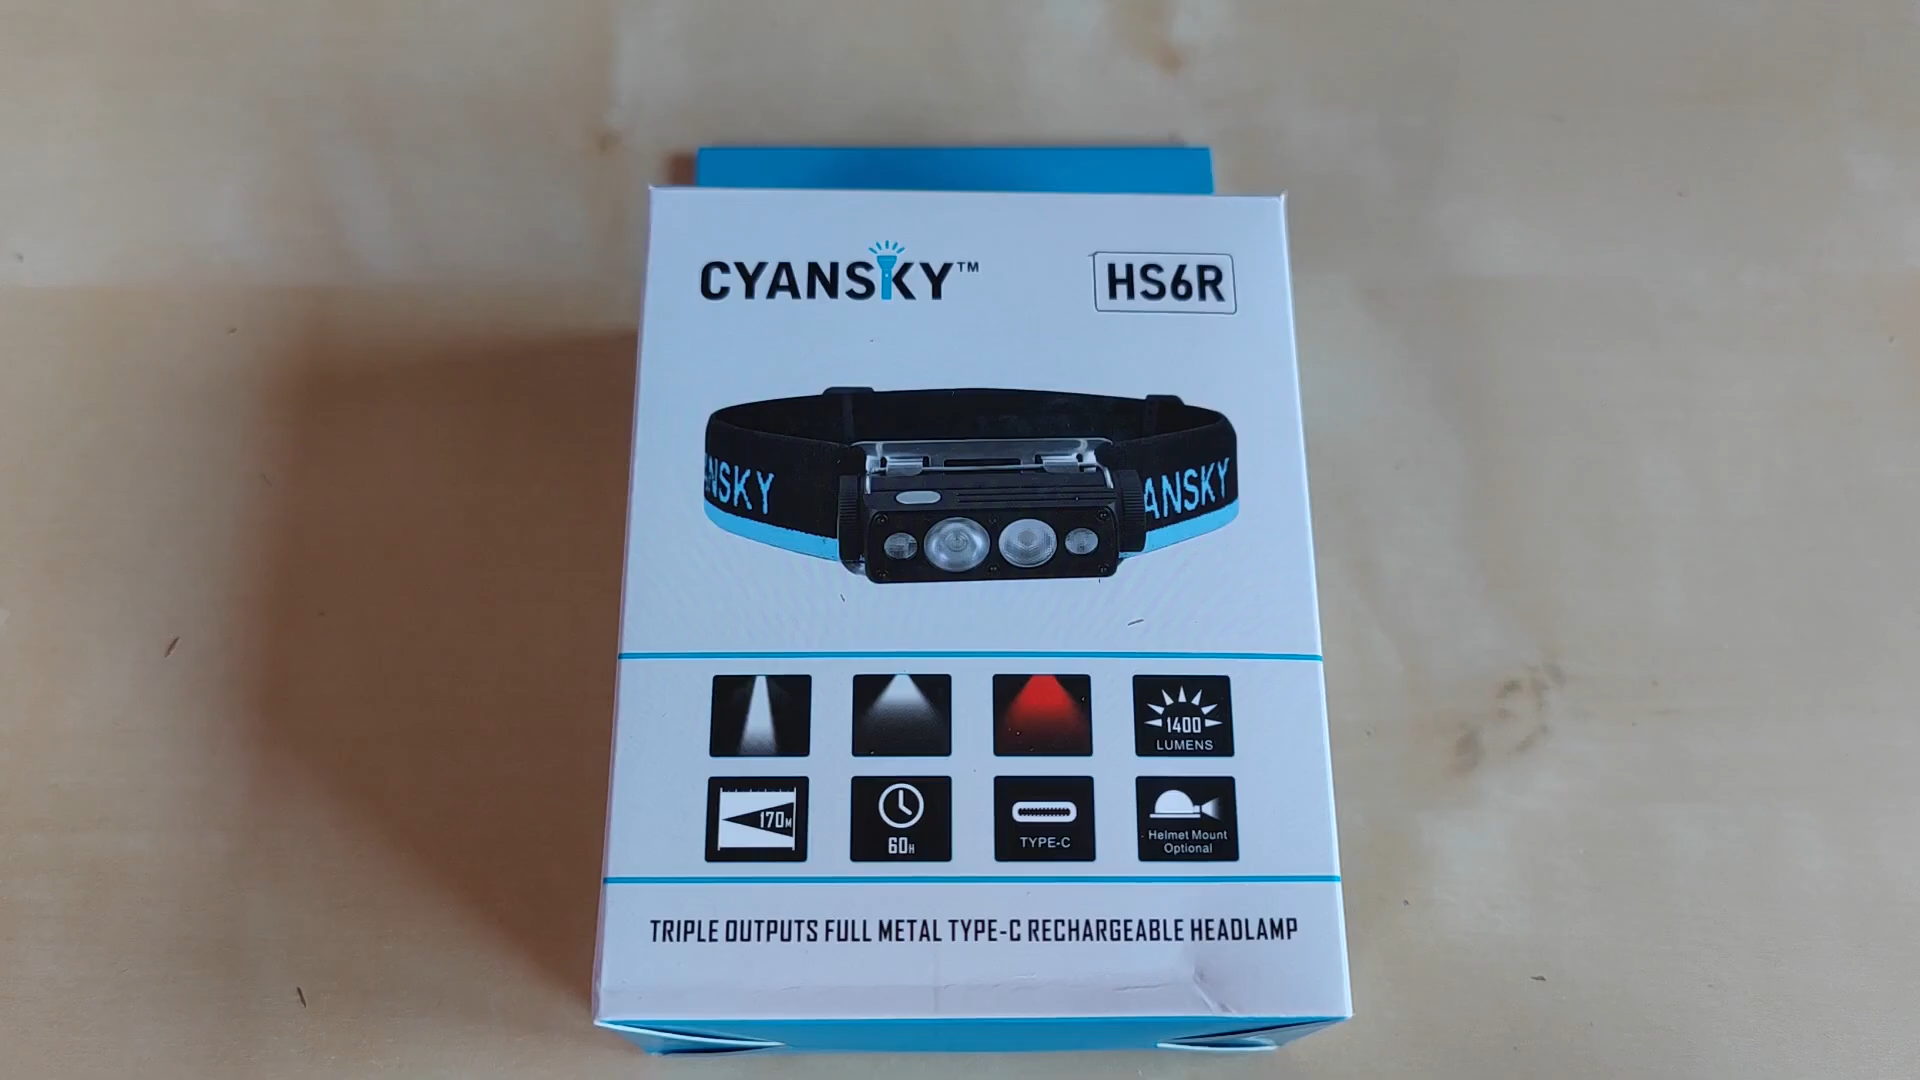 CYANSKY™
HS6R
ANSKY
ANSKY
1400
LUMENS
170M
60H
TYPE-C
Helmet Mount
Optional
TRIPLE OUTPUTS FULL METAL TYPE-C RECHARGEABLE HEADLAMP